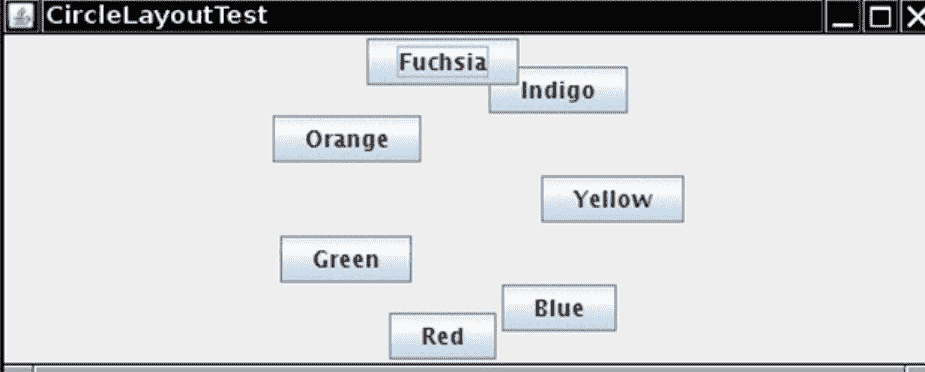 CircleLayoutTest
Fuchsia
Indigo
Orange
Yellow
Green
Blue
Red